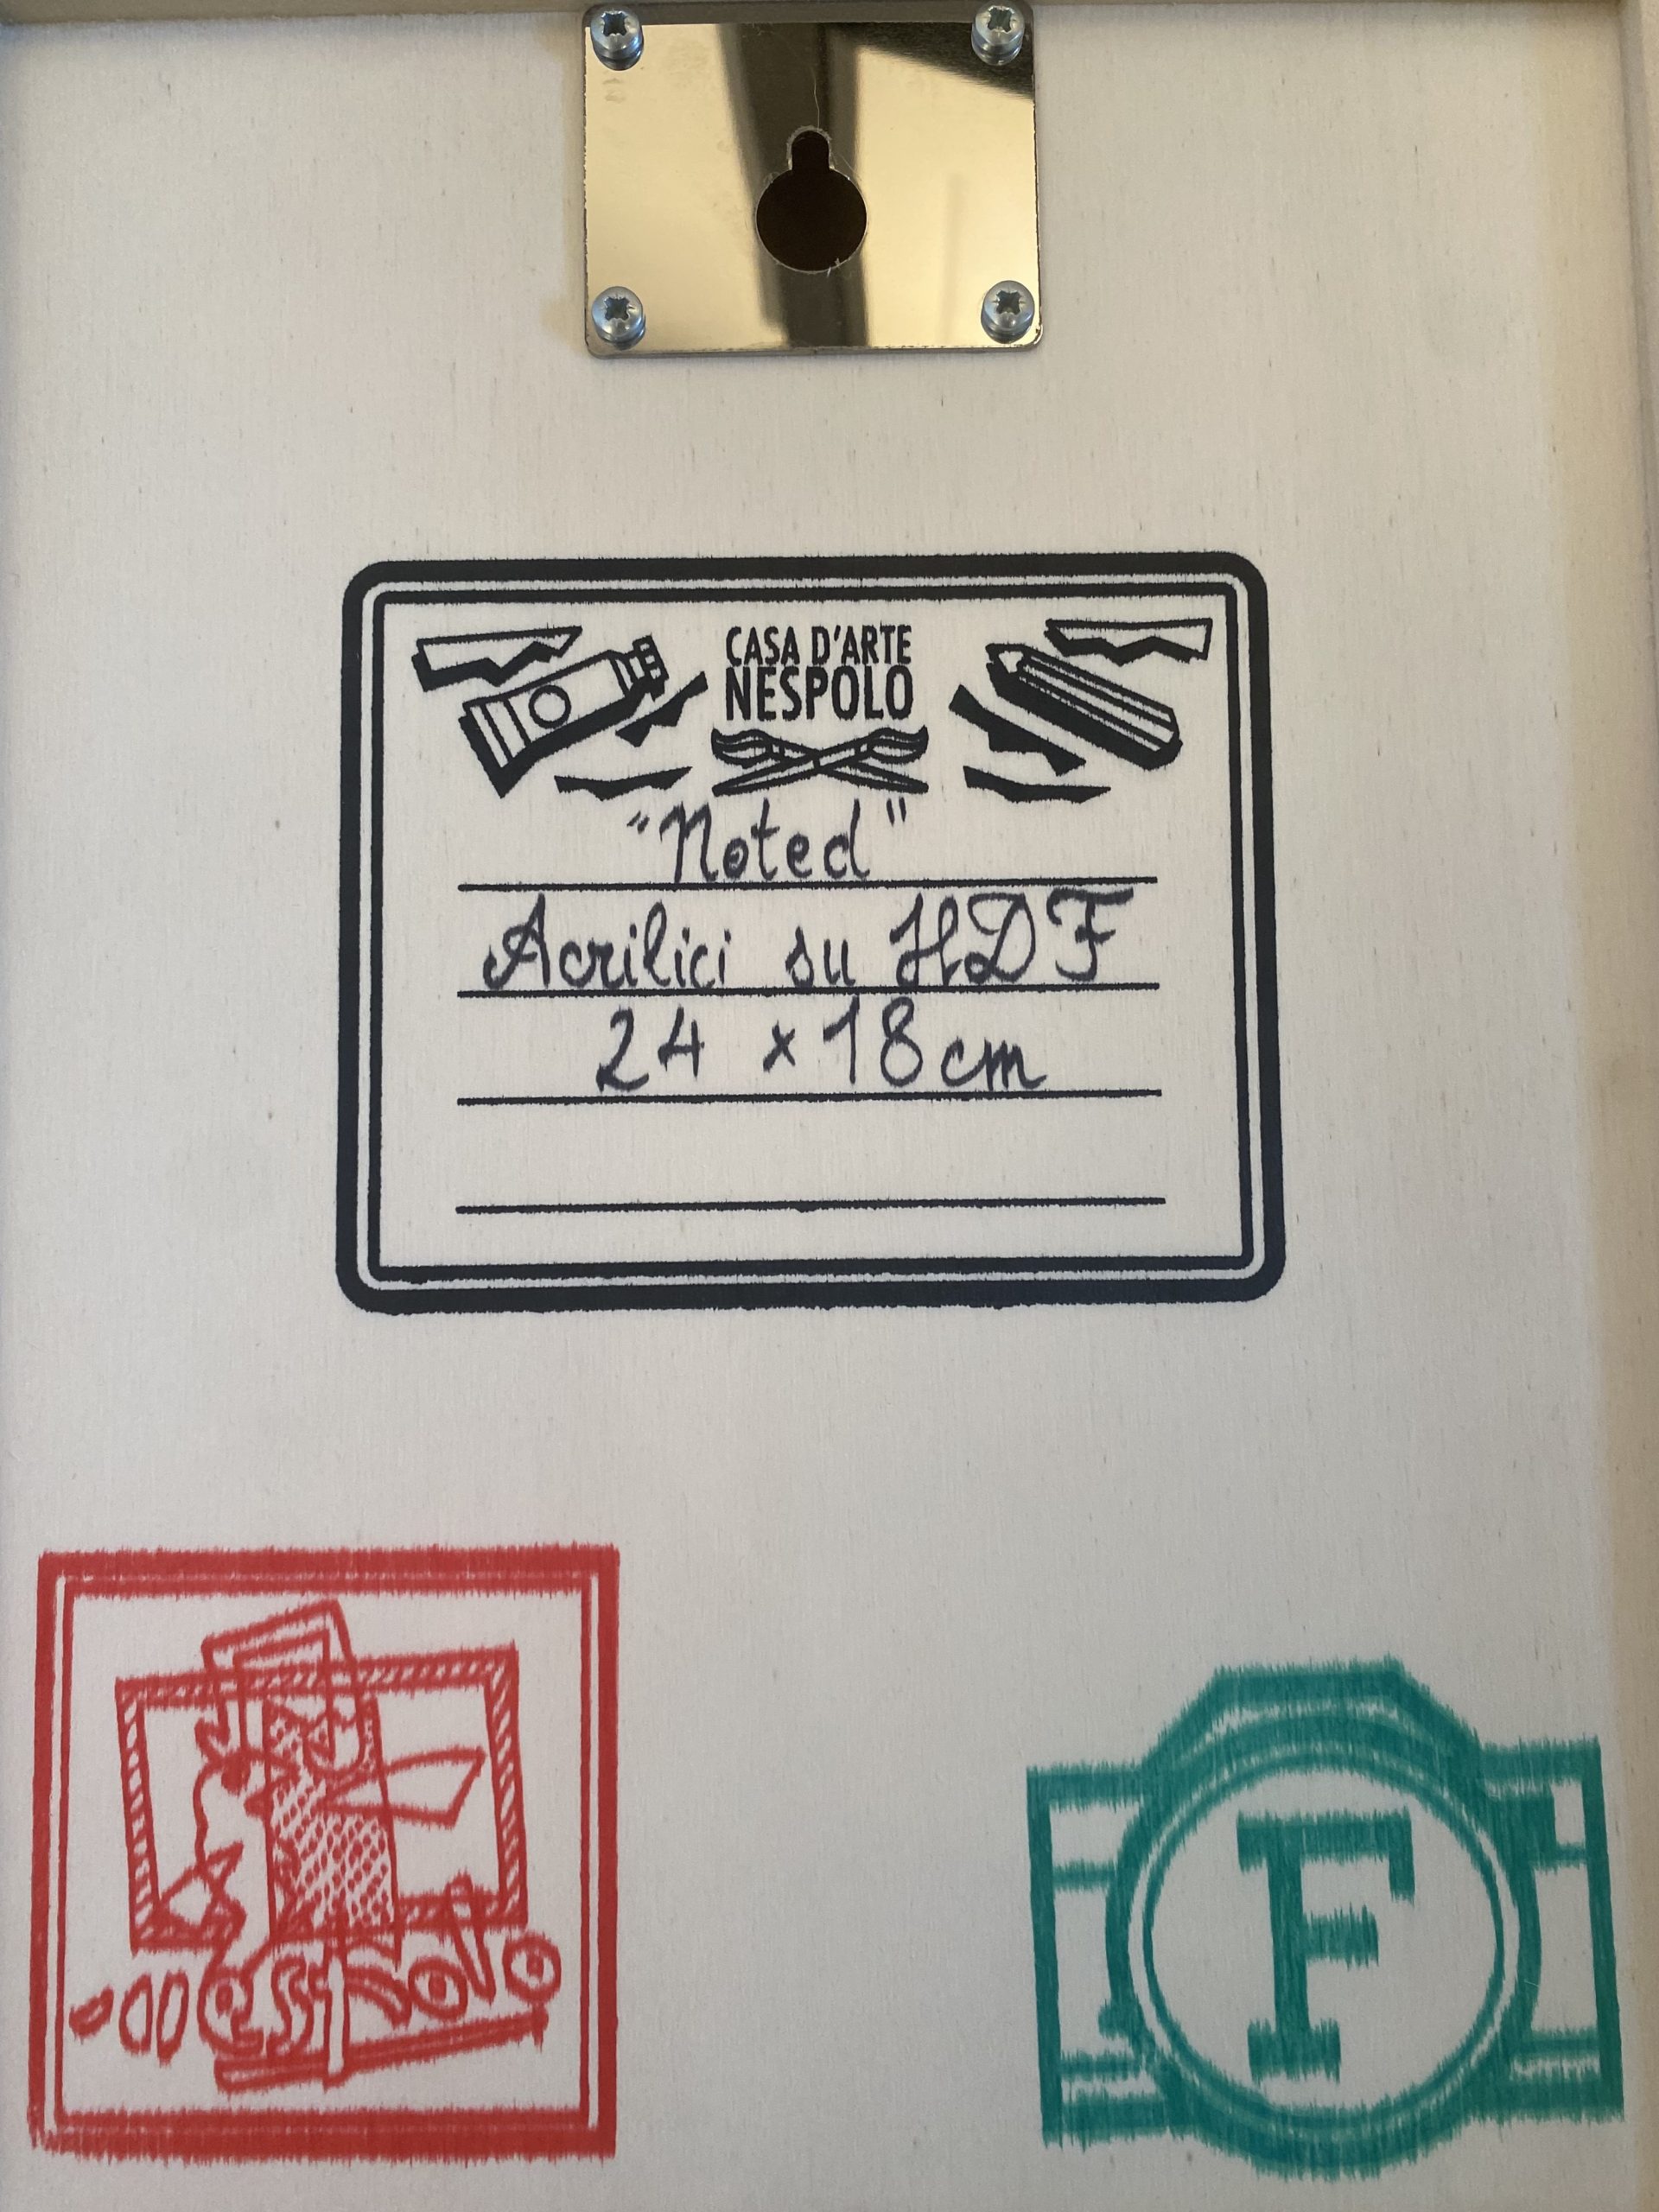 CASA D'ARTE
NESPOLO
"Noted"
Acrilici su HDF
24 x 18 cm
F